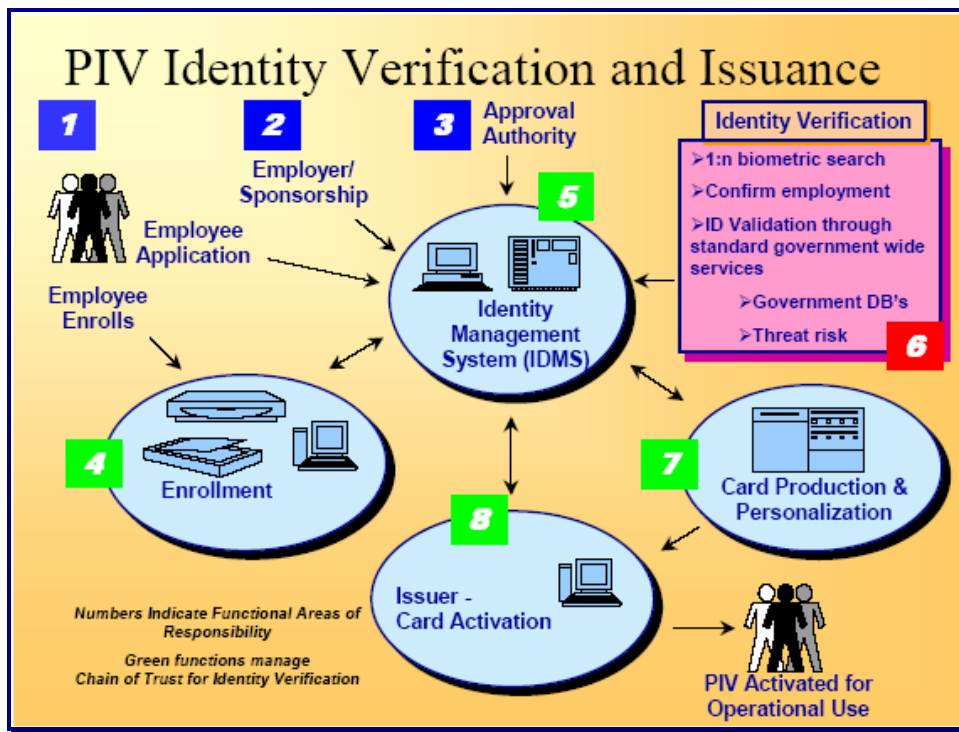 PIV Identity Verification and Issuance
1
2
3
Approval
Authority
Identity Verification
Employer/
Sponsorship
➢1:n biometric search
➢Confirm employment
➢ID Validation through
standard government wide
services
➢Government DB's
➢Threat risk
6
5
Employee
Application
Identity
Management
System (IDMS)
Employee
Enrolls
4
Enrollment
7
Card Production &
Personalization
8
Issuer -
Card Activation
Numbers Indicate Functional Areas of
Responsibility
Green functions manage
Chain of Trust for Identity Verification
PIV Activated for
Operational Use